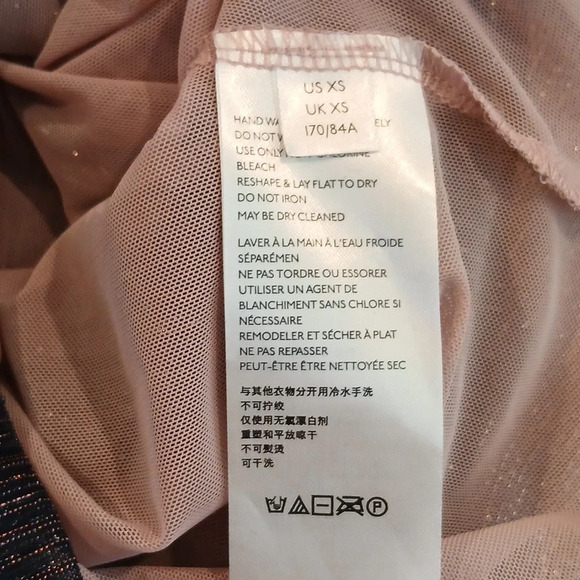 US XS
UK XS
170/84A
HAND ELY
DO NOT
USE ONLY
BLEACH
RESHAPE & LAY FLAT TO DRY
DO NOT IRON
MAY BE DRY CLEANED
LAVER À LA MAIN À L'EAU FROIDE
SÉPARÉMEN
NE PAS TORDRE OU ESSORER
UTILISER UN AGENT DE
BLANCHIMENT SANS CHLORE SI
NÉCESSAIRE
REMODELER ET SÉCHER À PLAT
NE PAS REPASSER
PEUT-ÊTRE ÊTRE NETTOYÉE SEC
与其他衣物分开用冷水手洗
不可拧绞
仅使用无氯漂白剂
重塑和平放晾干
不可熨烫
可干洗
P